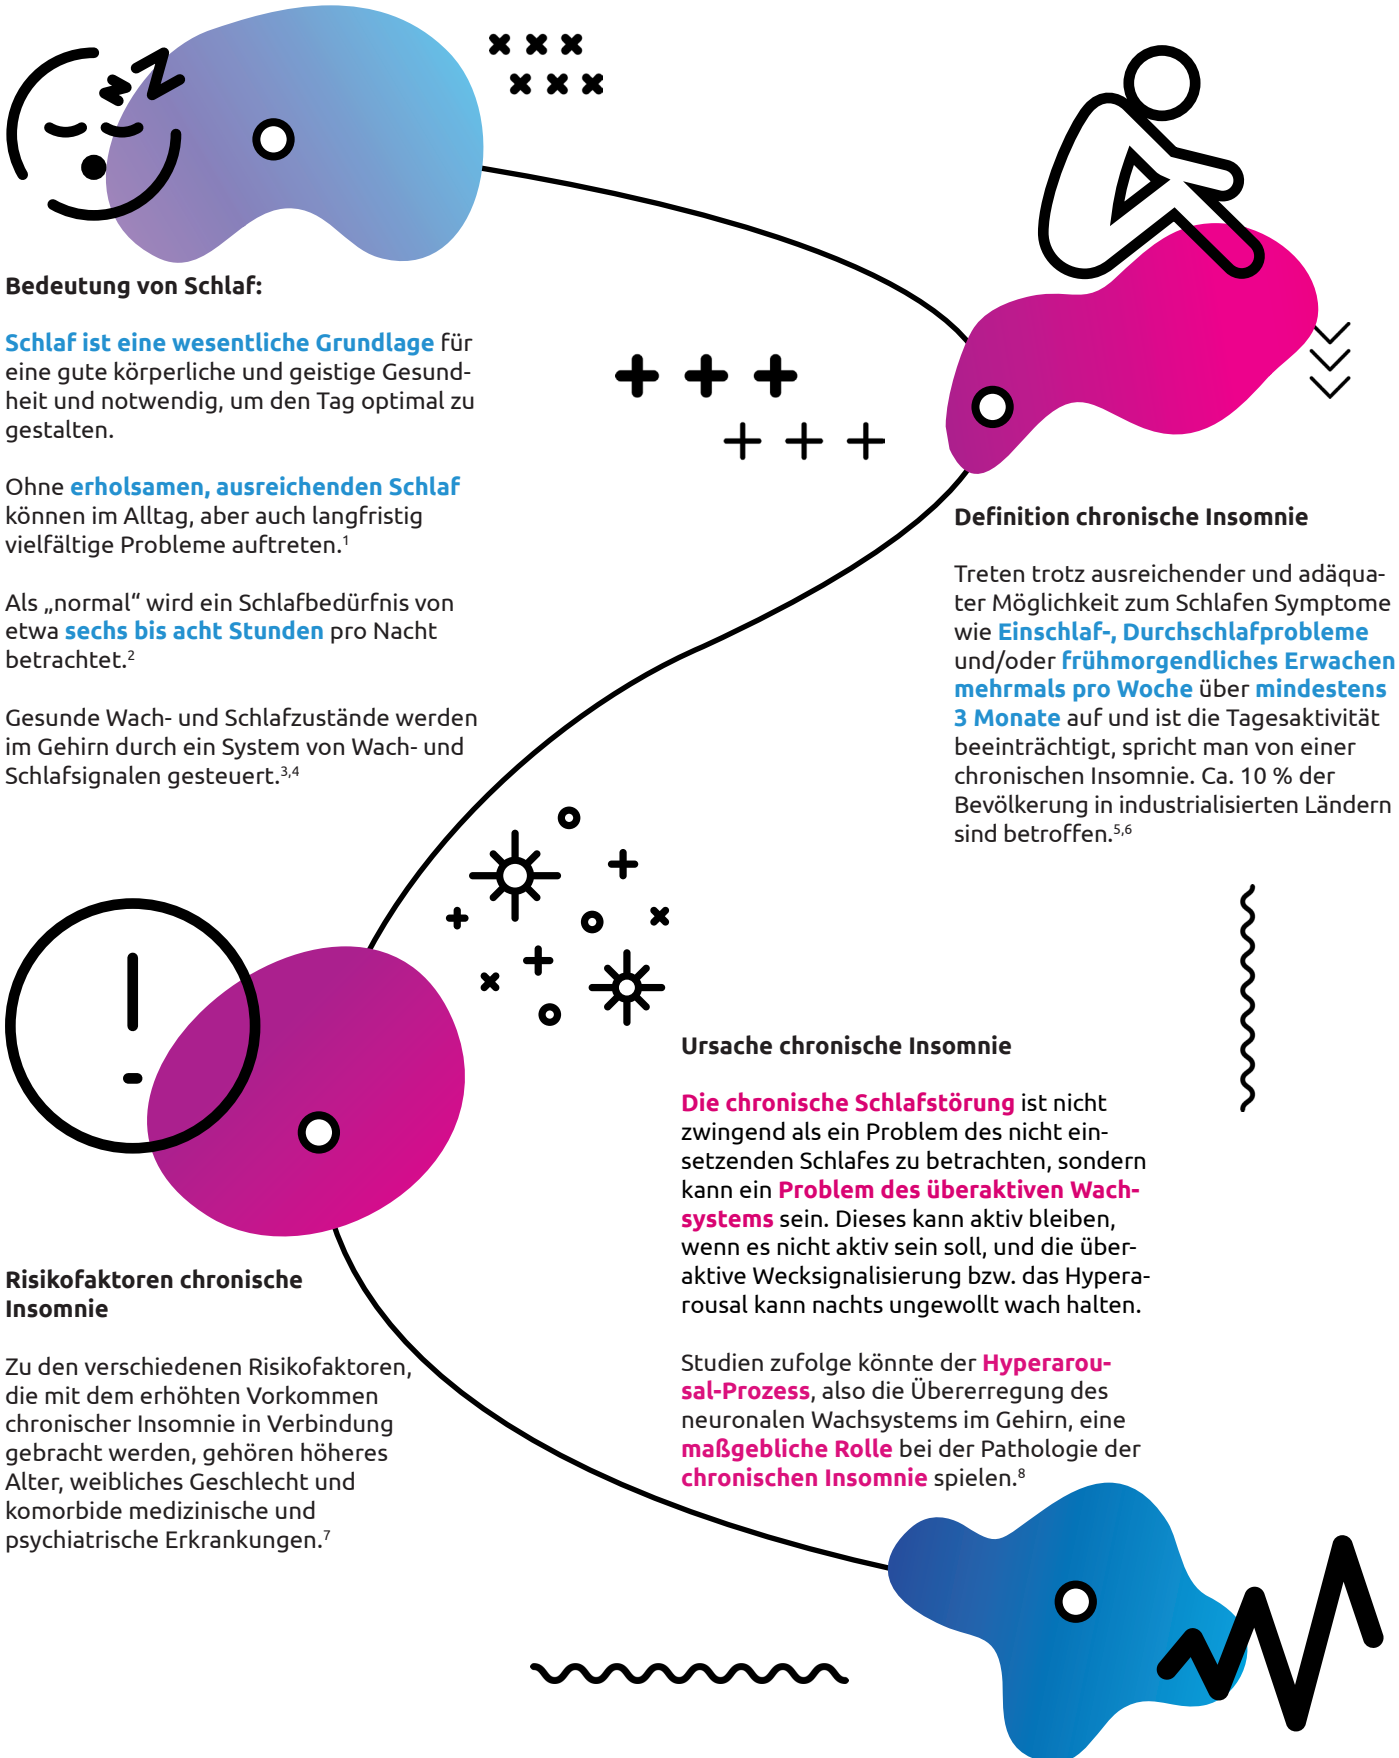 Bedeutung von Schlaf:
Schlaf ist eine wesentliche Grundlage für
eine gute körperliche und geistige Gesund-
heit und notwendig, um den Tag optimal zu
gestalten.
Ohne erholsamen, ausreichenden Schlaf
können im Alltag, aber auch langfristig
vielfältige Probleme auftreten.¹
Als „normal“ wird ein Schlafbedürfnis von
etwa sechs bis acht Stunden pro Nacht
betrachtet.²
Gesunde Wach- und Schlafzustände werden
im Gehirn durch ein System von Wach- und
Schlafsignalen gesteuert.³,⁴
Definition chronische Insomnie
Treten trotz ausreichender und adäqua-
ter Möglichkeit zum Schlafen Symptome
wie Einschlaf-, Durchschlafprobleme
und/oder frühmorgendliches Erwachen
mehrmals pro Woche über mindestens
3 Monate auf und ist die Tagesaktivität
beeinträchtigt, spricht man von einer
chronischen Insomnie. Ca. 10 % der
Bevölkerung in industrialisierten Ländern
sind betroffen.⁵,⁶
Risikofaktoren chronische
Insomnie
Zu den verschiedenen Risikofaktoren,
die mit dem erhöhten Vorkommen
chronischer Insomnie in Verbindung
gebracht werden, gehören höheres
Alter, weibliches Geschlecht und
komorbide medizinische und
psychiatrische Erkrankungen.⁷
Ursache chronische Insomnie
Die chronische Schlafstörung ist nicht
zwingend als ein Problem des nicht ein-
setzenden Schlafes zu betrachten, sondern
kann ein Problem des überaktiven Wach-
systems sein. Dieses kann aktiv bleiben,
wenn es nicht aktiv sein soll, und die über-
aktive Wecksignalisierung bzw. das Hypera-
rousal kann nachts ungewollt wach halten.
Studien zufolge könnte der Hyperarou-
sal-Prozess, also die Übererregung des
neuronalen Wachsystems im Gehirn, eine
maßgebliche Rolle bei der Pathologie der
chronischen Insomnie spielen.⁸